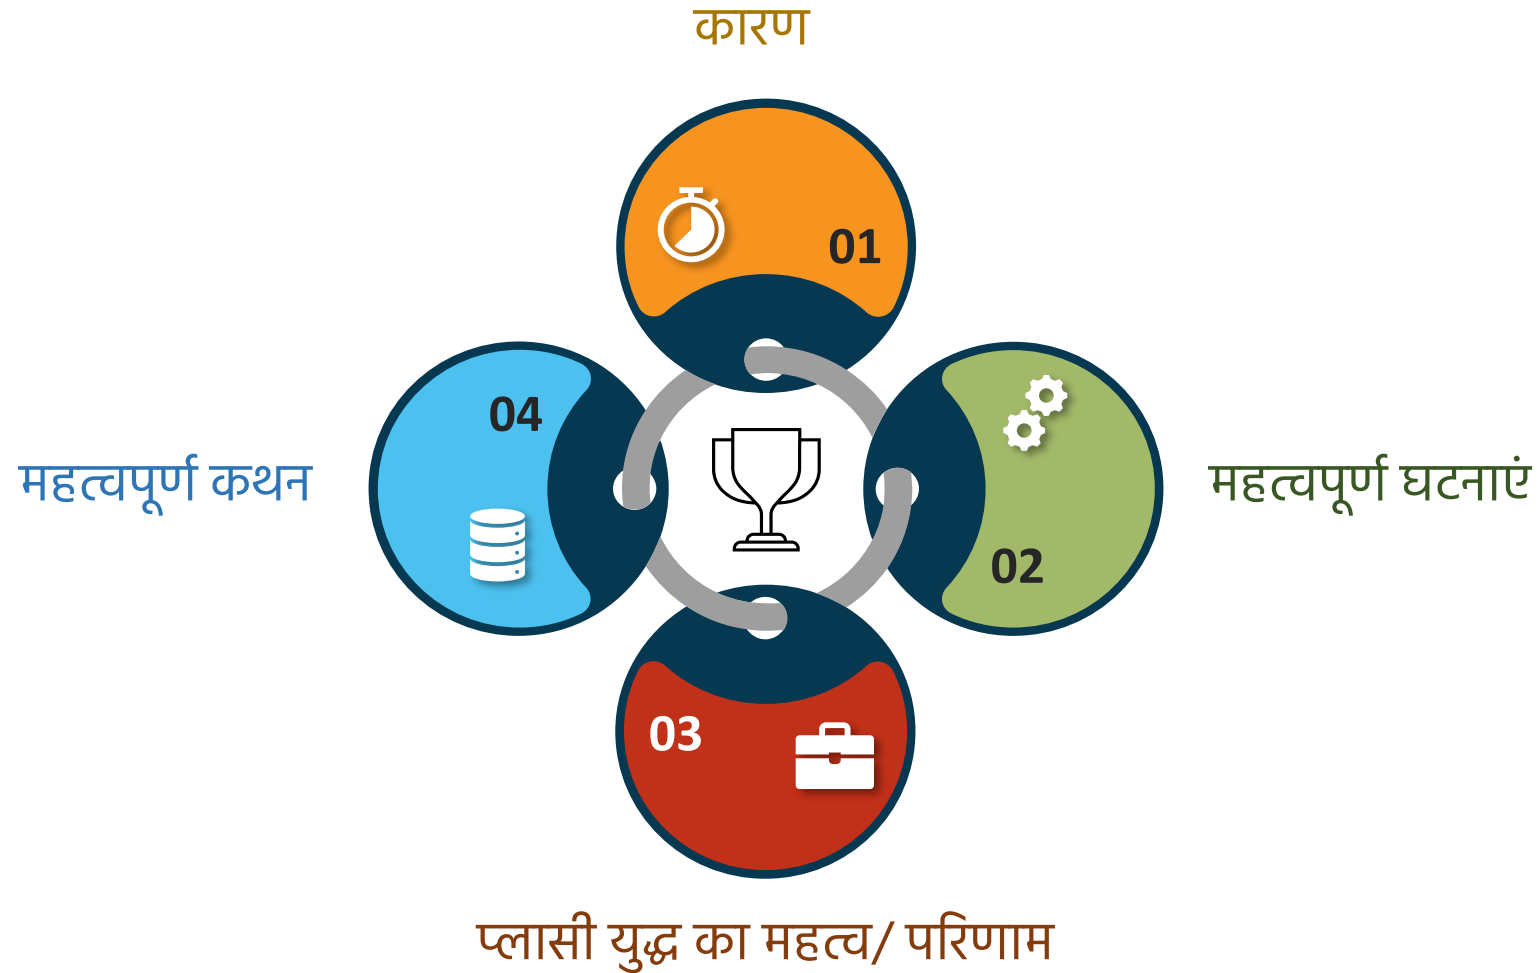 कारण
01
04
महत्वपूर्ण कथन
महत्वपूर्ण घटनाएं
02
03
प्लासी युद्ध का महत्व/ परिणाम